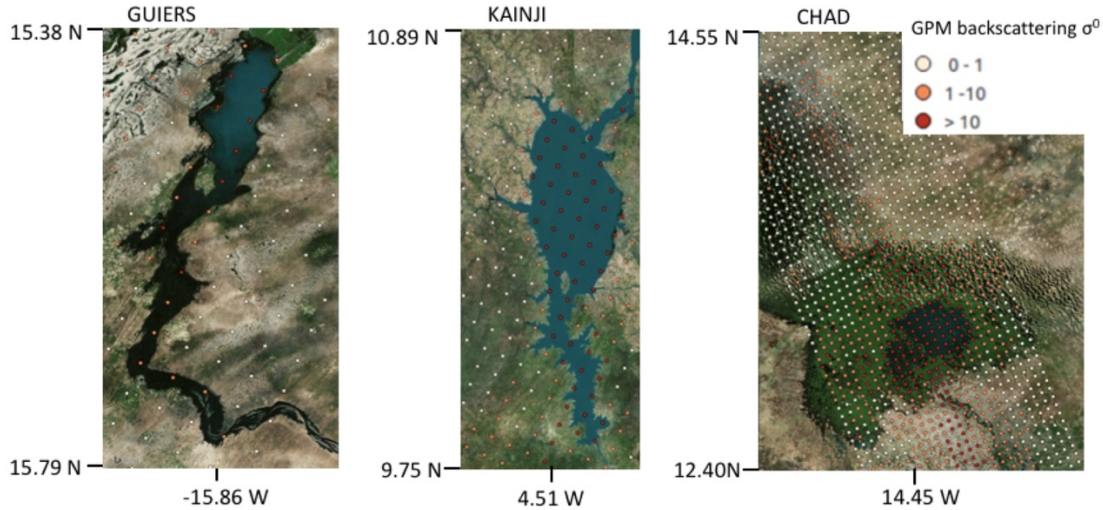 GUIERS
KAINJI
CHAD
15.38 N
10.89 N
14.55 N
GPM backscattering σ⁰
0 - 1
1 -10
> 10
15.79 N
9.75 N
12.40N
-15.86 W
4.51 W
14.45 W